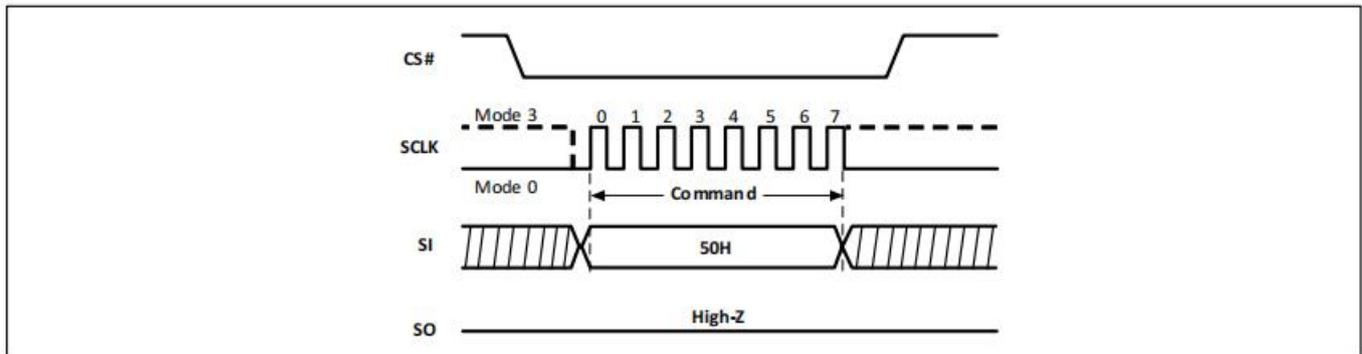 CS#
Mode 3 0 1 2 3 4 5 6 7
SCLK
Mode 0
Command
SI 50H
High-Z
SO